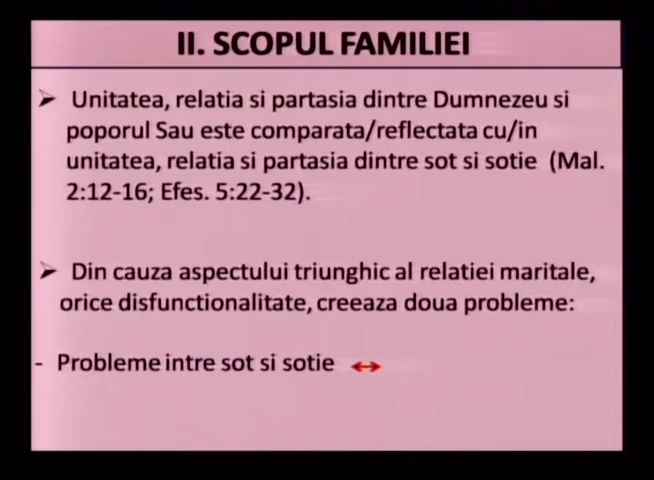 II. SCOPUL FAMILIEI
➢ Unitatea, relatia si partasia dintre Dumnezeu si
poporul Sau este comparata/reflectata cu/in
unitatea, relatia si partasia dintre sot si sotie (Mal.
2:12-16; Efes. 5:22-32).
➢ Din cauza aspectului triunghic al relatiei maritale,
orice disfunctionalitate, creeaza doua probleme:
- Probleme intre sot si sotie ↔